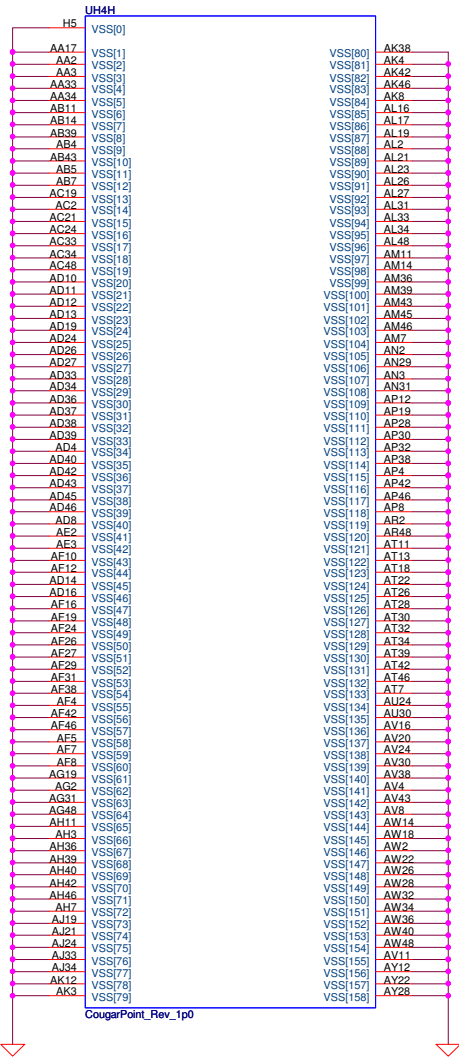 UH4H
H5 VSS[0]
AA17 VSS[1] VSS[80] AK38
AA2 VSS[2] VSS[81] AK4
AA3 VSS[3] VSS[82] AK42
AA33 VSS[4] VSS[83] AK46
AA34 VSS[5] VSS[84] AK8
AB11 VSS[6] VSS[85] AL16
AB14 VSS[7] VSS[86] AL17
AB39 VSS[8] VSS[87] AL19
AB4 VSS[9] VSS[88] AL2
AB43 VSS[10] VSS[89] AL21
AB5 VSS[11] VSS[90] AL23
AB7 VSS[12] VSS[91] AL26
AC19 VSS[13] VSS[92] AL27
AC2 VSS[14] VSS[93] AL31
AC21 VSS[15] VSS[94] AL33
AC24 VSS[16] VSS[95] AL34
AC33 VSS[17] VSS[96] AL48
AC34 VSS[18] VSS[97] AM11
AC48 VSS[19] VSS[98] AM14
AD10 VSS[20] VSS[99] AM36
AD11 VSS[21] VSS[100] AM39
AD12 VSS[22] VSS[101] AM43
AD13 VSS[23] VSS[102] AM45
AD19 VSS[24] VSS[103] AM46
AD24 VSS[25] VSS[104] AM7
AD26 VSS[26] VSS[105] AN2
AD27 VSS[27] VSS[106] AN29
AD33 VSS[28] VSS[107] AN3
AD34 VSS[29] VSS[108] AN31
AD36 VSS[30] VSS[109] AP12
AD37 VSS[31] VSS[110] AP19
AD38 VSS[32] VSS[111] AP28
AD39 VSS[33] VSS[112] AP30
AD4 VSS[34] VSS[113] AP32
AD40 VSS[35] VSS[114] AP38
AD42 VSS[36] VSS[115] AP4
AD43 VSS[37] VSS[116] AP42
AD45 VSS[38] VSS[117] AP46
AD46 VSS[39] VSS[118] AP8
AD8 VSS[40] VSS[119] AR2
AE2 VSS[41] VSS[120] AR48
AE3 VSS[42] VSS[121] AT11
AF10 VSS[43] VSS[122] AT13
AF12 VSS[44] VSS[123] AT18
AD14 VSS[45] VSS[124] AT22
AD16 VSS[46] VSS[125] AT26
AF16 VSS[47] VSS[126] AT28
AF19 VSS[48] VSS[127] AT30
AF24 VSS[49] VSS[128] AT32
AF26 VSS[50] VSS[129] AT34
AF27 VSS[51] VSS[130] AT39
AF29 VSS[52] VSS[131] AT42
AF31 VSS[53] VSS[132] AT46
AF38 VSS[54] VSS[133] AT7
AF4 VSS[55] VSS[134] AU24
AF42 VSS[56] VSS[135] AU30
AF46 VSS[57] VSS[136] AV16
AF5 VSS[58] VSS[137] AV20
AF7 VSS[59] VSS[138] AV24
AF8 VSS[60] VSS[139] AV30
AG19 VSS[61] VSS[140] AV38
AG2 VSS[62] VSS[141] AV4
AG31 VSS[63] VSS[142] AV43
AG48 VSS[64] VSS[143] AV8
AH11 VSS[65] VSS[144] AW14
AH3 VSS[66] VSS[145] AW18
AH36 VSS[67] VSS[146] AW2
AH39 VSS[68] VSS[147] AW22
AH40 VSS[69] VSS[148] AW26
AH42 VSS[70] VSS[149] AW28
AH46 VSS[71] VSS[150] AW32
AH7 VSS[72] VSS[151] AW34
AJ19 VSS[73] VSS[152] AW36
AJ21 VSS[74] VSS[153] AW40
AJ24 VSS[75] VSS[154] AW48
AJ33 VSS[76] VSS[155] AV11
AJ34 VSS[77] VSS[156] AY12
AK12 VSS[78] VSS[157] AY22
AK3 VSS[79] VSS[158] AY28
CougarPoint_Rev_1p0